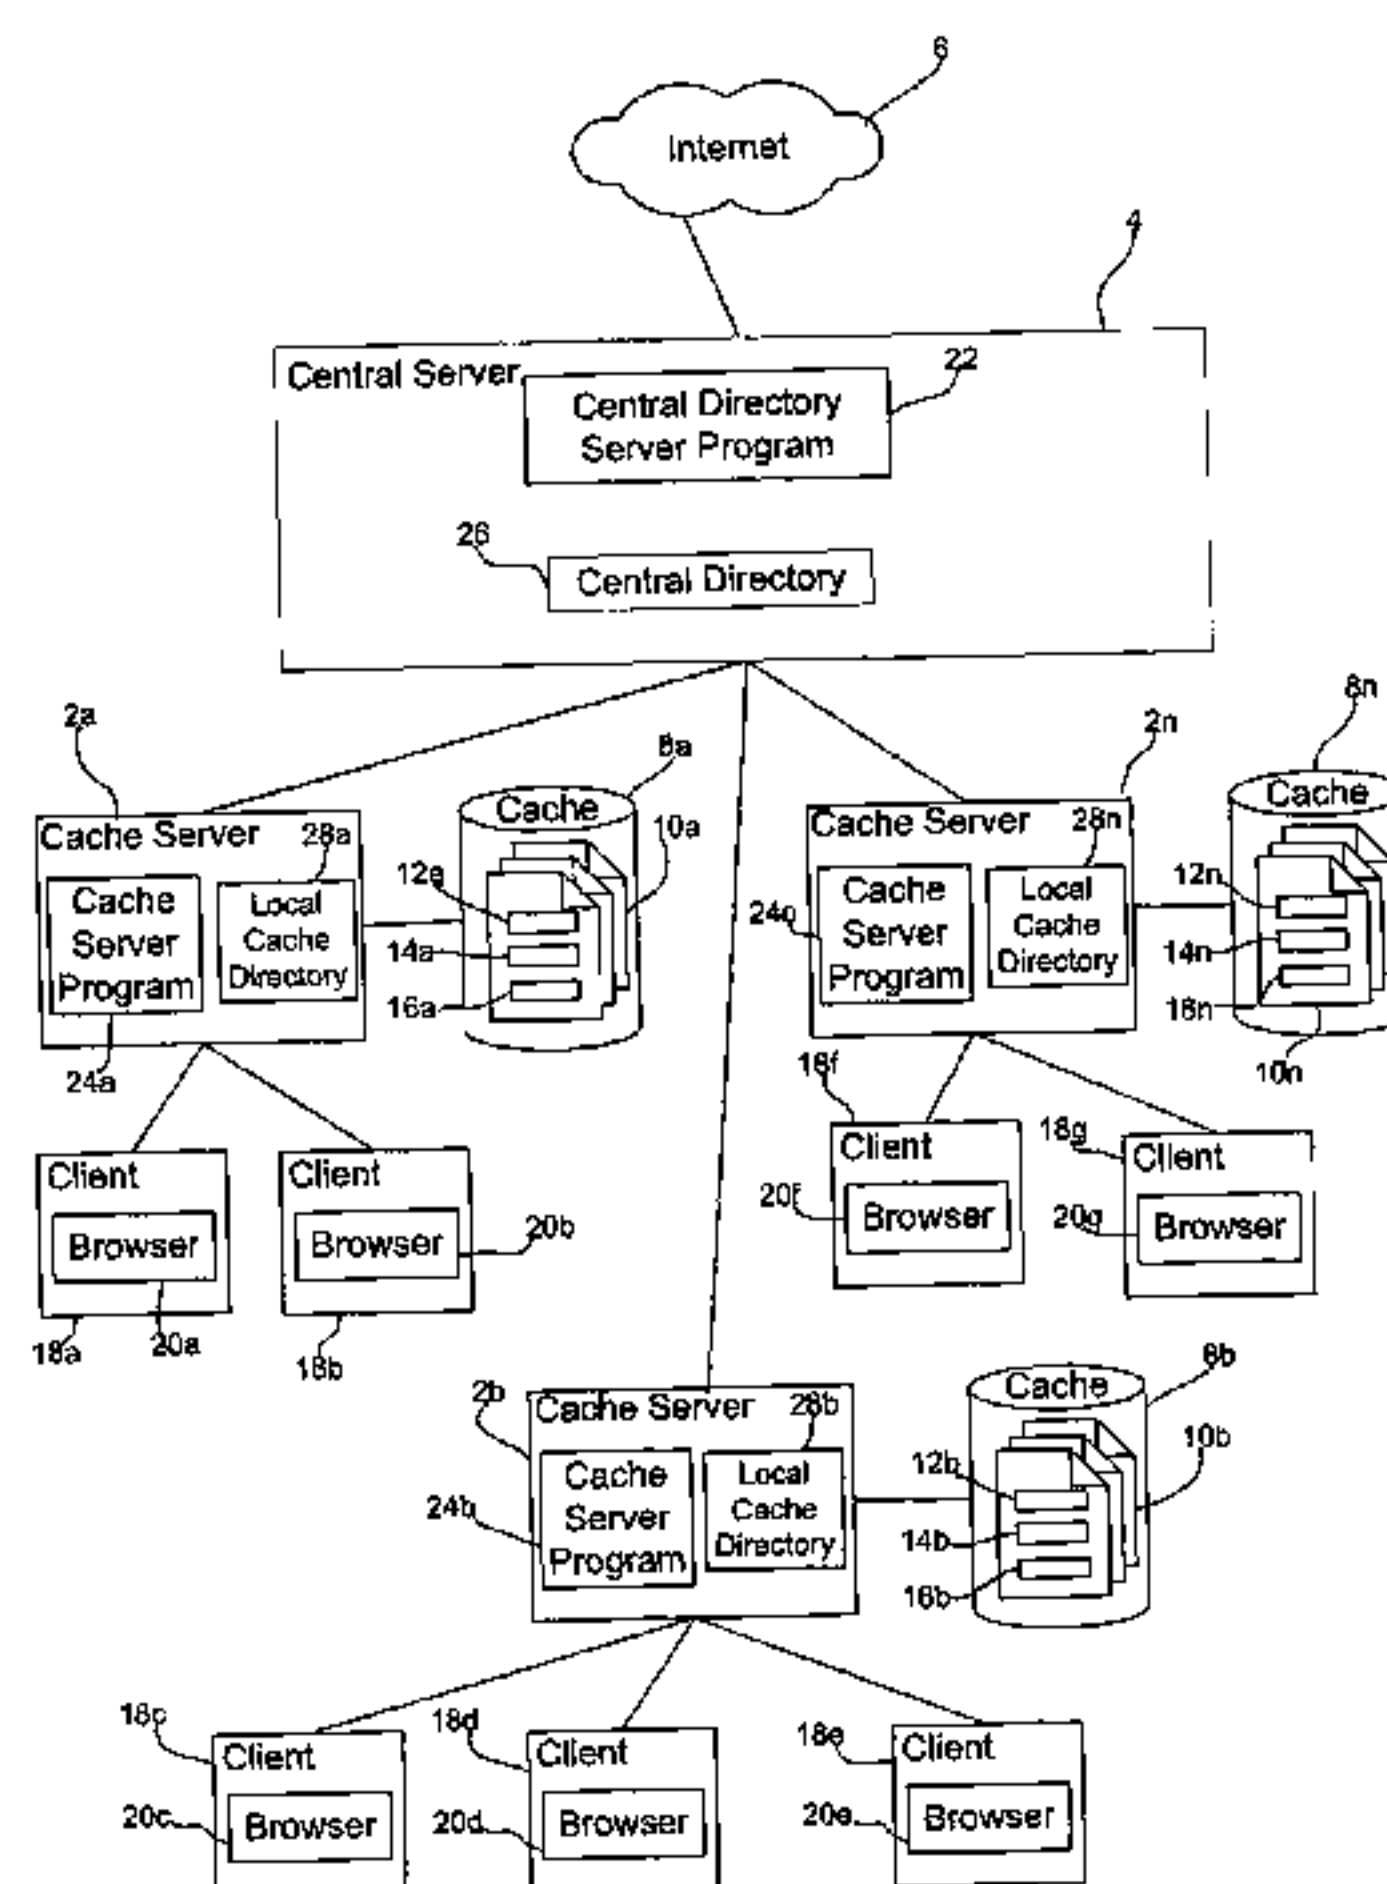 6
Internet
4
Central Server
22
Central Directory
Server Program
26
Central Directory
2a
8a
2n
8n
Cache Server
28a
Cache
Server
Program
Local
Cache
Directory
24a
Cache
10a
12a
14a
16a
Cache Server
28n
Cache
Server
Program
Local
Cache
Directory
Cache
12n
14n
16n
10n
Client
Browser
18a
20a
Client
Browser
20b
18b
18f
Client
20f
Browser
18g
Client
20g
Browser
2b
Cache Server
28b
Cache
Server
Program
24b
Local
Cache
Directory
8b
Cache
10b
12b
14b
16b
18c
Client
20c
Browser
18d
Client
20d
Browser
18e
Client
20e
Browser